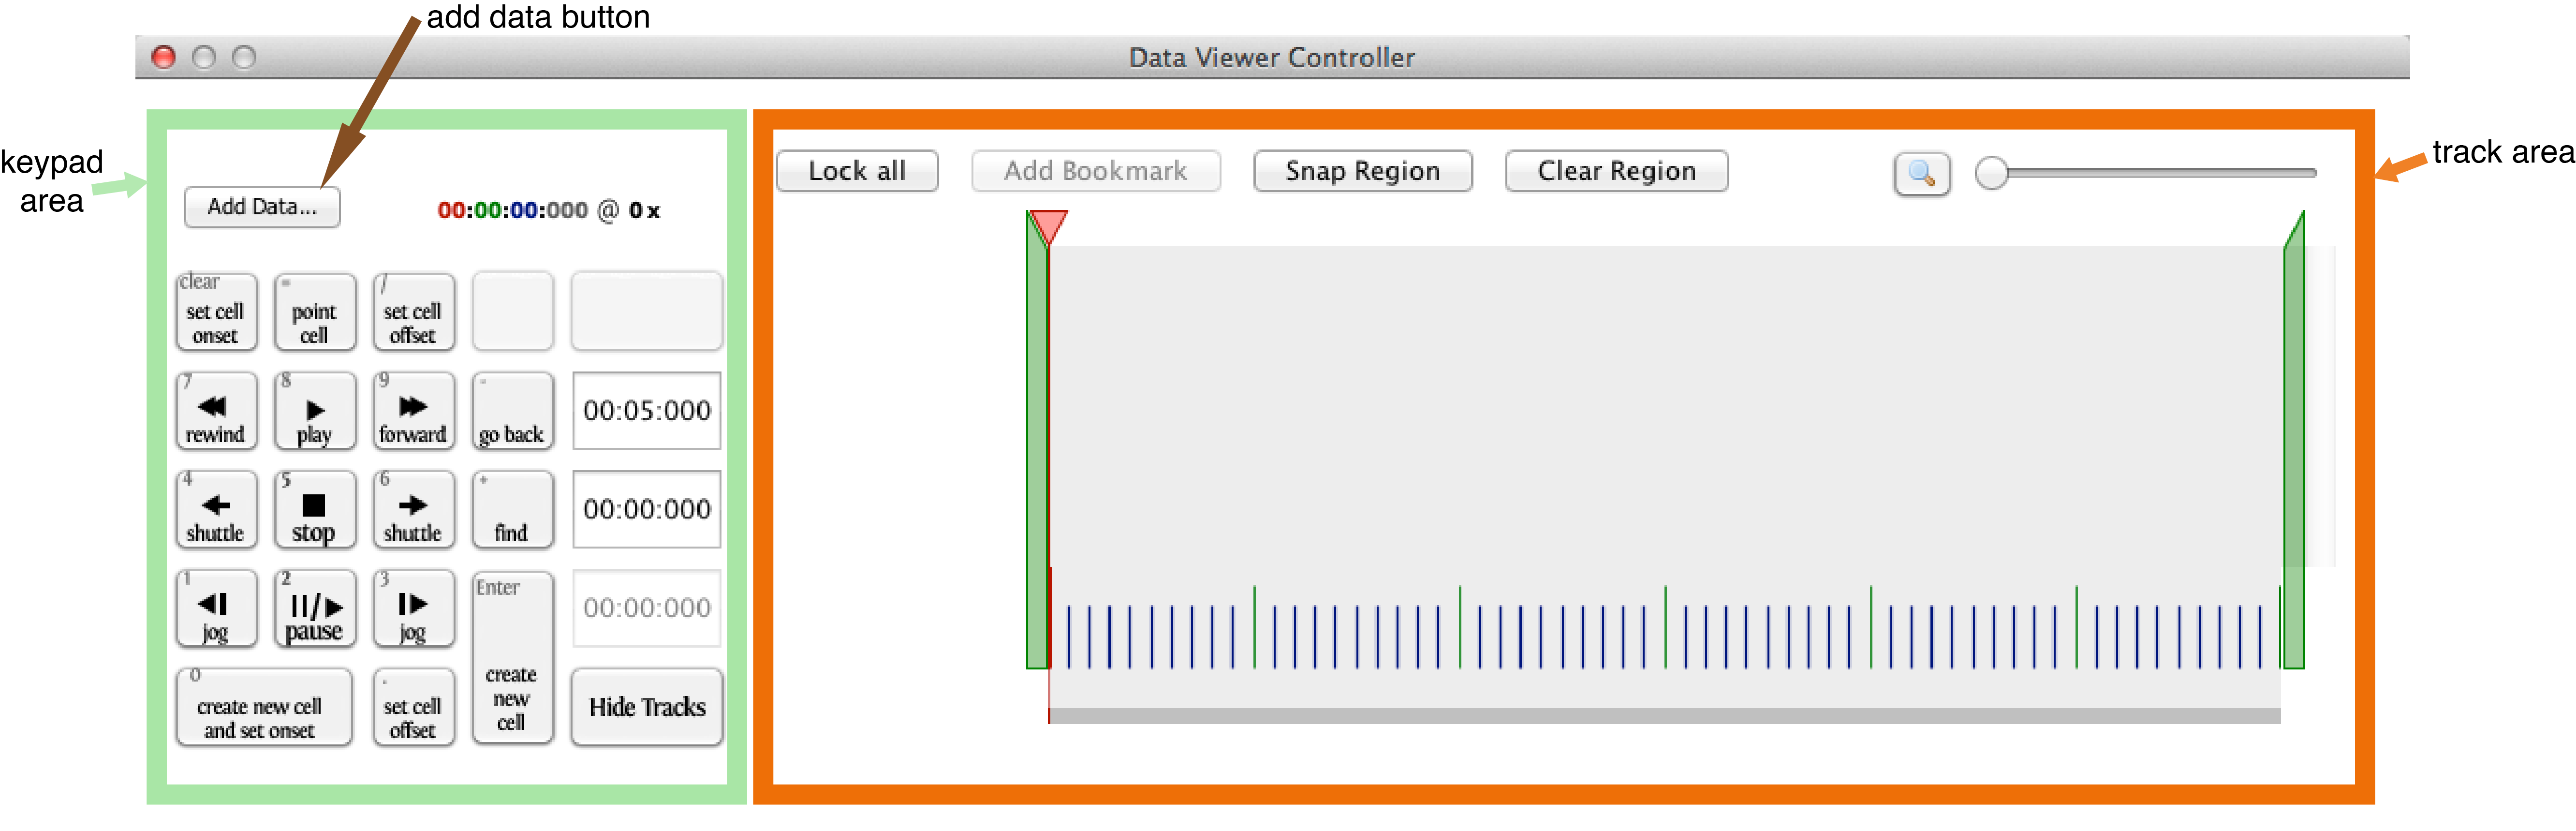 add data button
Data Viewer Controller
keypad
area
track area
Lock all
Add Bookmark
Snap Region
Clear Region
Add Data...
00:00:00:000 @ 0 x
clear
set cell
onset
=
point
cell
/
set cell
offset
7
rewind
8
play
9
forward
-
go back
00:05:000
4
shuttle
5
stop
6
shuttle
+
find
00:00:000
1
jog
2
pause
3
jog
Enter
create
new
cell
00:00:000
0
create new cell
and set onset
.
set cell
offset
Hide Tracks